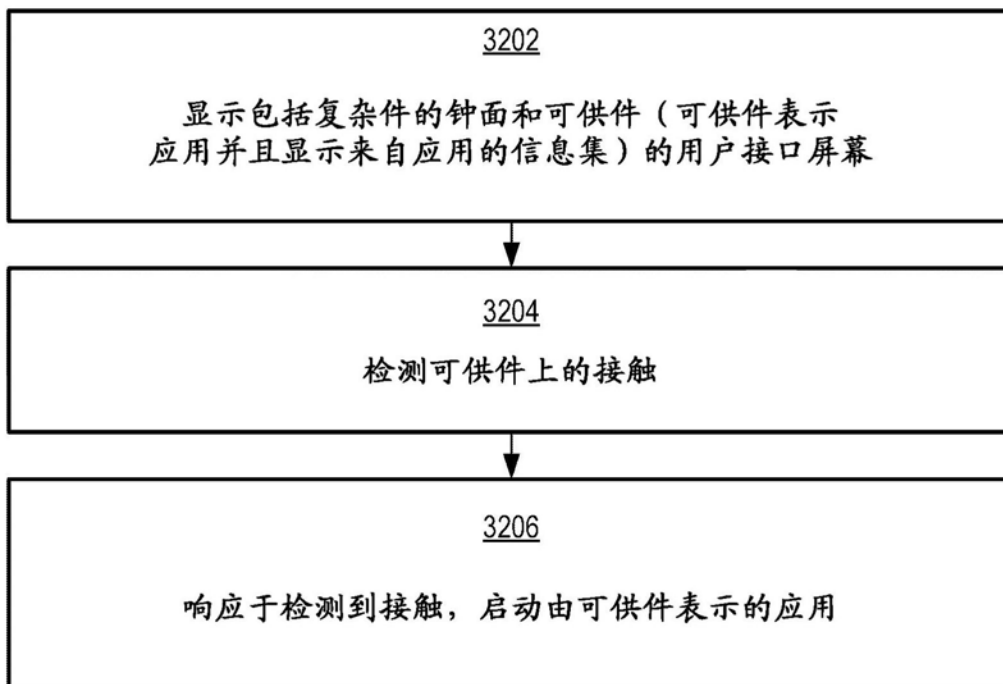 3202
显示包括复杂件的钟面和可供件（可供件表示
应用并且显示来自应用的信息集）的用户接口屏幕
3204
检测可供件上的接触
3206
响应于检测到接触，启动由可供件表示的应用